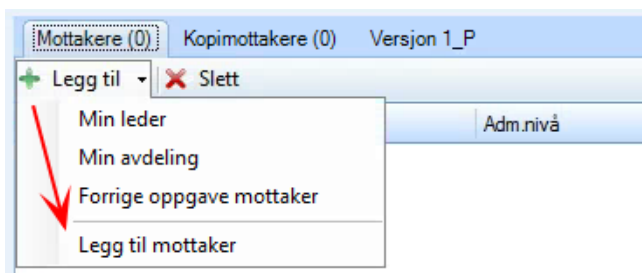 Mottakere (0) Kopimottakere (0) Versjon 1_P
Legg til Slett
Min leder
Adm.nivå
Min avdeling
Forrige oppgave mottaker
Legg til mottaker